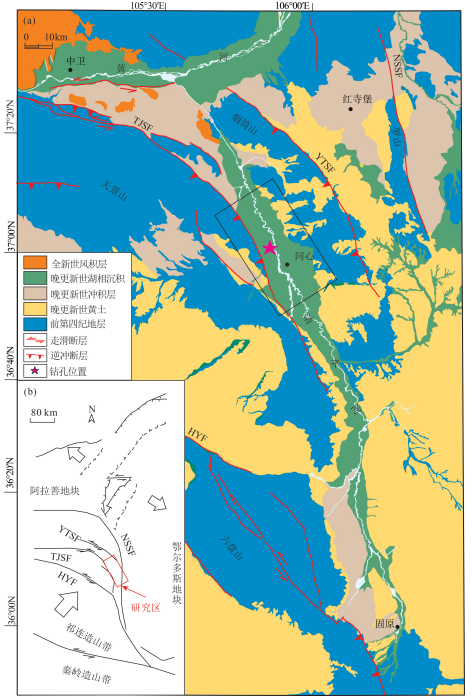 105°30′E
106°00′E
(a)
0 10km
中卫
黄
河
NSSF
红寺堡
37°20′N
TJSF
烟筒山
YTSF
罗山
天景山
37°00′N
同心
全新世风积层
晚更新世湖相沉积
晚更新世冲积层
晚更新世黄土
前第四纪地层
走滑断层
逆冲断层
钻孔位置
清
水
河
36°40′N
(b)
80 km
N
HYF
36°20′N
阿拉善地块
YTSF
NSSF
TJSF
HYF
鄂尔多斯地块
六盘山
研究区
祁连造山带
秦岭造山带
36°00′N
固原